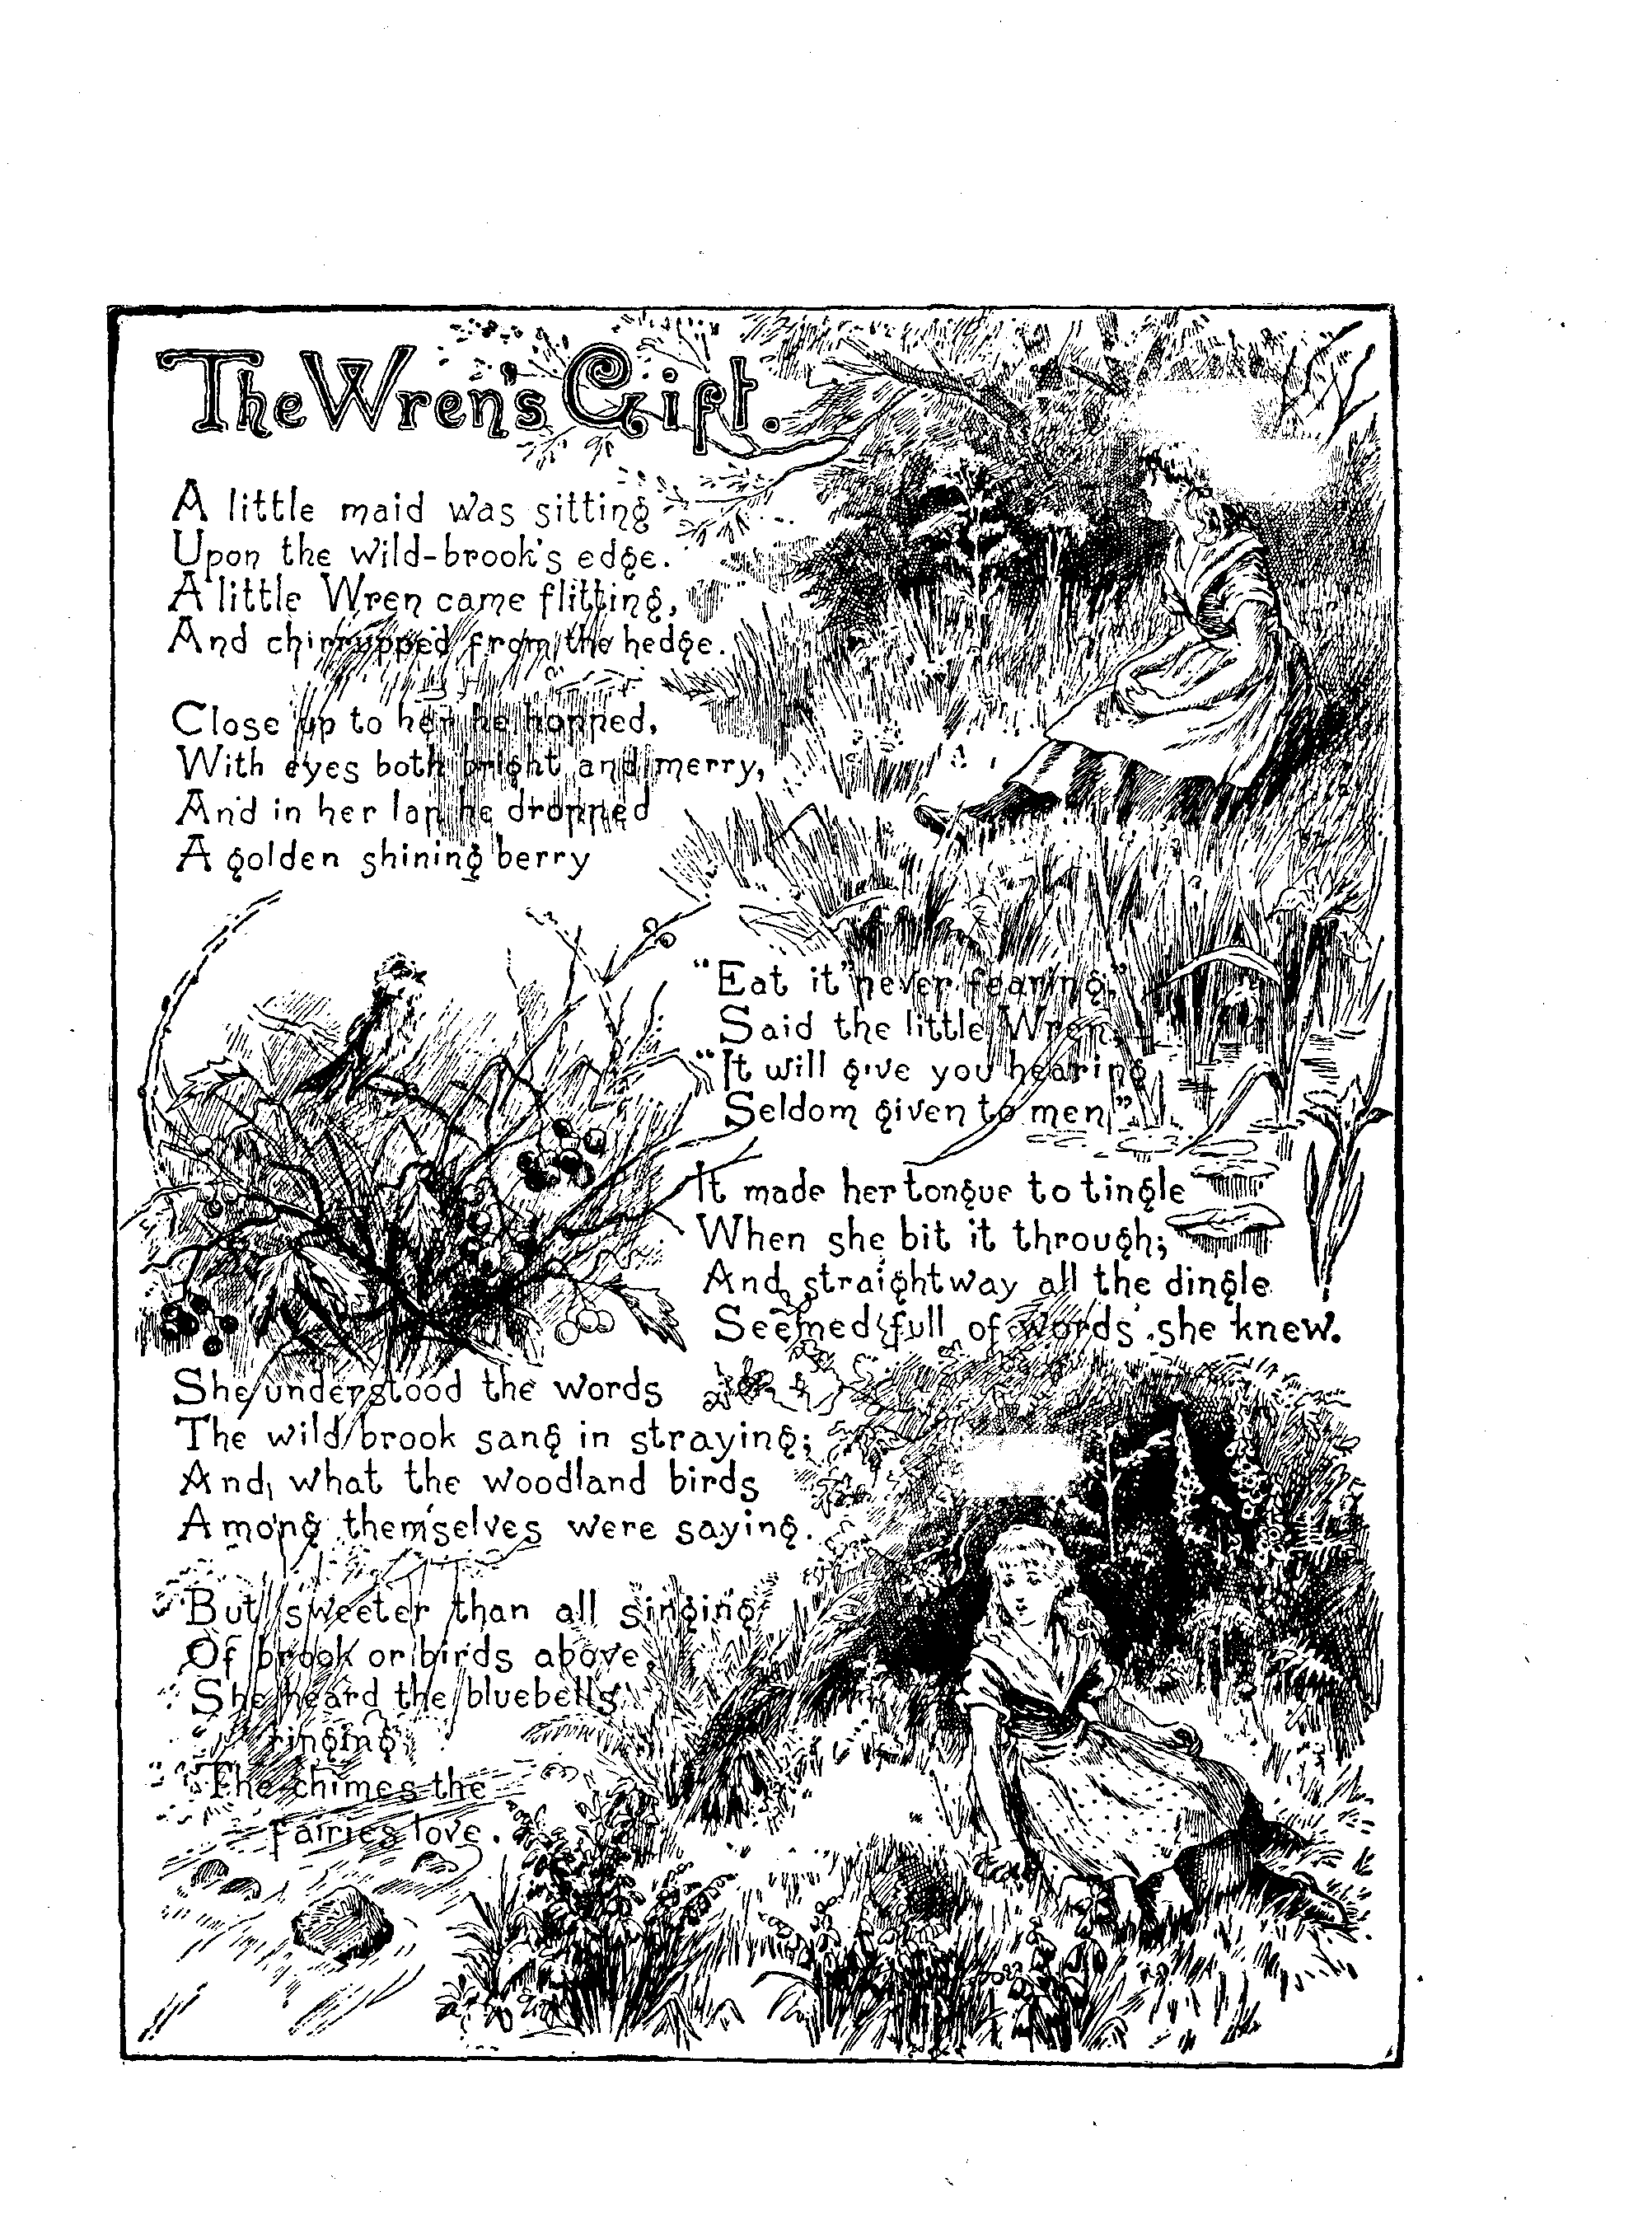 The Wren's Gift.
A little maid was sitting
Upon the wild-brook's edge.
A little Wren came flitting,
And chirrupped from the hedge.
Close up to her he hopped,
With eyes both bright and merry,
And in her lap he dropped
A golden shining berry
"Eat it" never fearing,"
Said the little Wren,
"It will give you hearing
Seldom given to men,"
It made her tongue to tingle
When she bit it through;
And straightway all the dingle
Seemed full of words she knew.
She understood the words
The wild brook sang in straying;
And, what the woodland birds
Among themselves were saying.
But sweeter than all singing
Of brook or birds above,
She heard the bluebells
ringing,
The chimes the
fairies love.